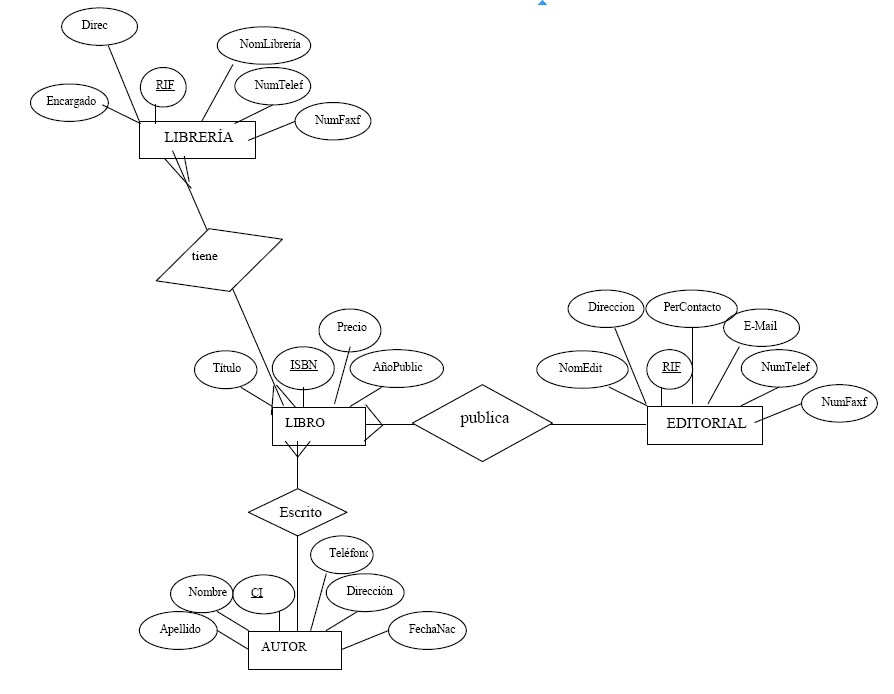 Direc
NomLibrería
RIF
NumTelef
Encargado
NumFaxf
LIBRERÍA
tiene
Direccion
PerContacto
Precio
E-Mail
Título
ISBN
AñoPublic
NomEdit
RIF
NumTelef
NumFaxf
LIBRO
publica
EDITORIAL
Escrito
Teléfono
Nombre
CI
Dirección
Apellido
FechaNac
AUTOR